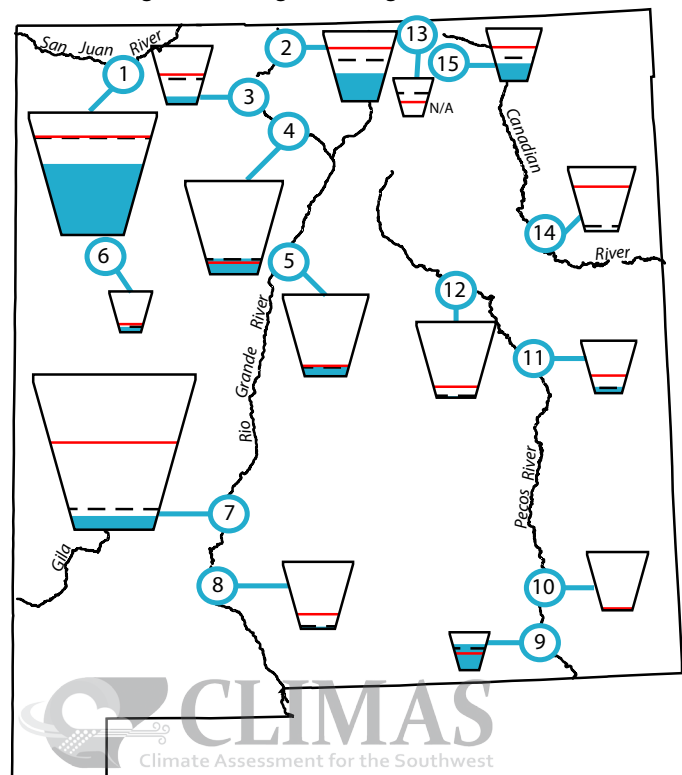 San Juan River
1
2
13
15
3
N/A
4
Canadian
14
River
6
5
12
11
Rio Grande River
Pecos River
7
Gila
8
10
9
CLIMAS
Climate Assessment for the Southwest